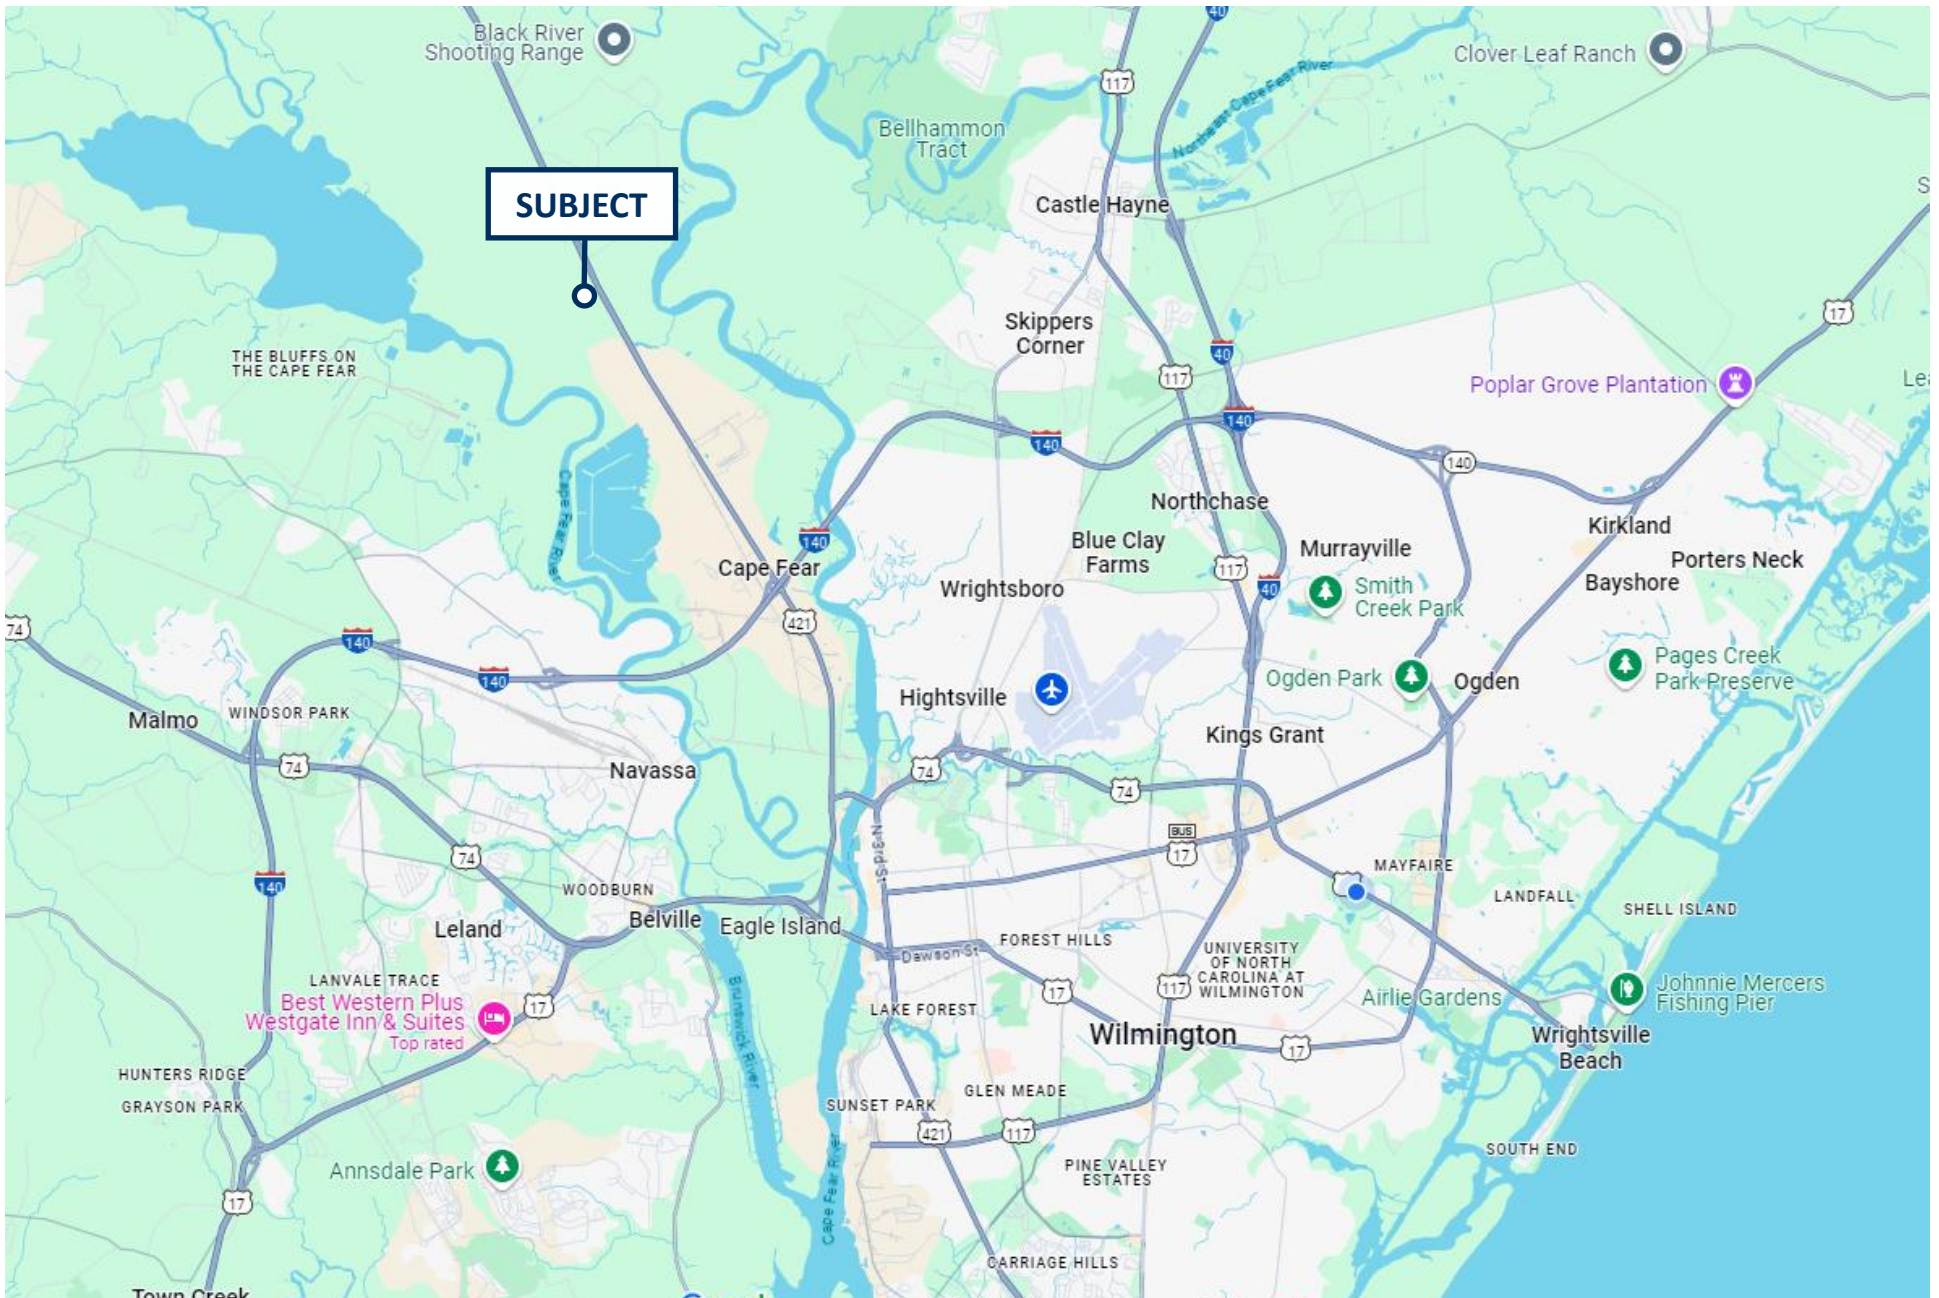 40
Black River
Shooting Range
Clover Leaf Ranch
117
Northeast Cape Fear River
Bellhammon
Tract
SUBJECT
Castle Hayne
S
17
Skippers
Corner
40
THE BLUFFS ON
THE CAPE FEAR
117
Poplar Grove Plantation
Le
140
140
140
Cape Fear River
Northchase
Kirkland
140
Blue Clay
Farms
Murrayville
Porters Neck
Cape Fear
117
Wrightsboro
40
Smith
Creek Park
Bayshore
74
421
140
140
Pages Creek
Park Preserve
Ogden Park
Ogden
Hightsville
Malmo
WINDSOR PARK
Kings Grant
74
Navassa
74
74
N 3rd St
BUS
17
74
MAYFAIRE
140
WOODBURN
LANDFALL
SHELL ISLAND
Leland
Belville
Eagle Island
FOREST HILLS
Dawson St
UNIVERSITY
OF NORTH
CAROLINA AT
WILMINGTON
LANVALE TRACE
Best Western Plus
Westgate Inn & Suites
Top rated
17
Brunswick River
17
117
Airlie Gardens
Johnnie Mercers
Fishing Pier
LAKE FOREST
Wilmington
17
Wrightsville
Beach
HUNTERS RIDGE
GRAYSON PARK
GLEN MEADE
SUNSET PARK
421
117
SOUTH END
Annsdale Park
PINE VALLEY
ESTATES
17
Cape Fear River
CARRIAGE HILLS
Town Creek